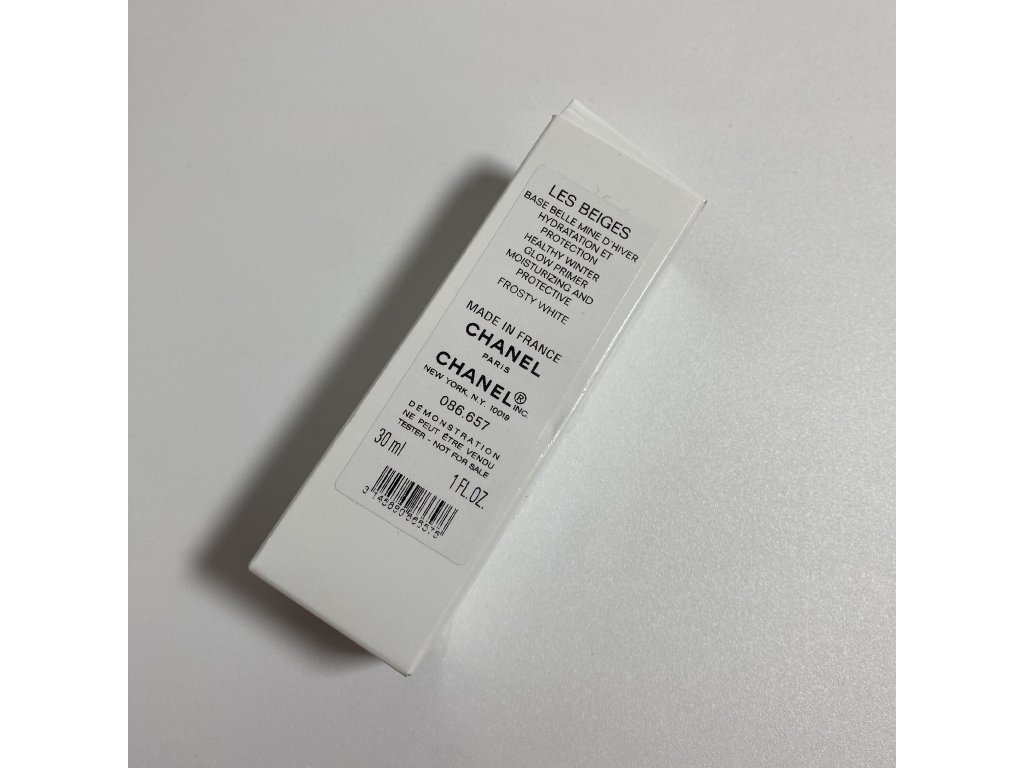 LES BEIGES
BASE BELLE MINE D'HIVER
HYDRATATION ET
PROTECTION
HEALTHY WINTER
GLOW PRIMER
MOISTURIZING AND
PROTECTIVE
FROSTY WHITE
MADE IN FRANCE
CHANEL
PARIS
CHANEL® INC.
NEW YORK, N.Y. 10019
086.657
DÉMONSTRATION
NE PEUT ÊTRE VENDU
TESTER - NOT FOR SALE
30 ml 1 FL.OZ.